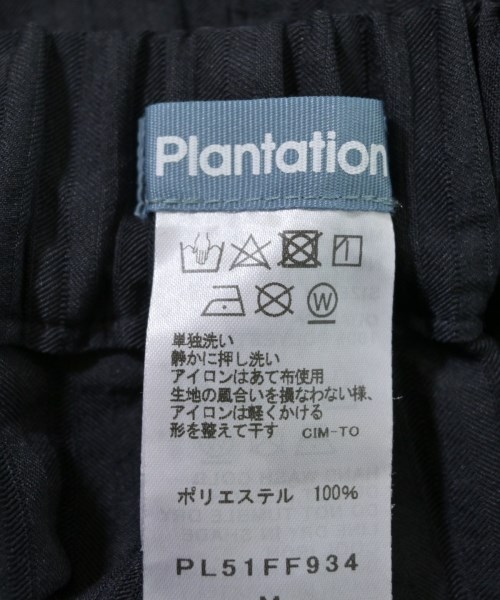 Plantation
W
単独洗い
静かに押し洗い
アイロンはあて布使用
生地の風合いを損なわない様、
アイロンは軽くかける
形を整えて干す CIM-TO
ポリエステル 100%
PL51FF934
M